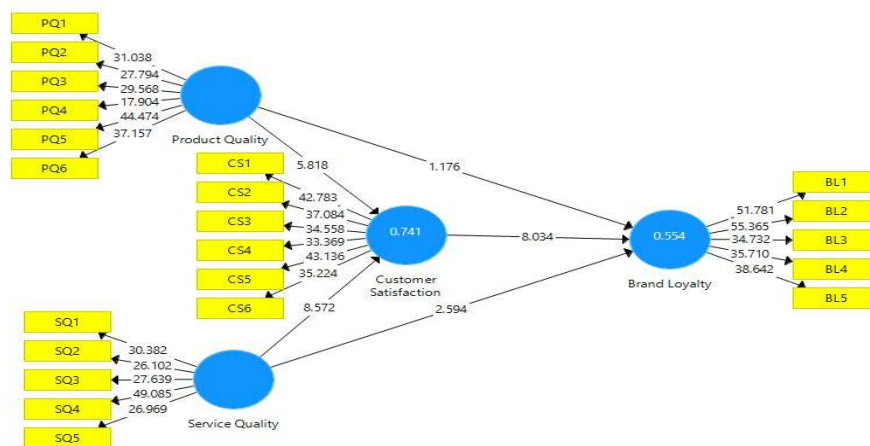 PQ1
PQ2
PQ3
PQ4
PQ5
PQ6
31.038
27.794
29.568
17.904
44.474
37.157
Product Quality
5.818
1.176
CS1
CS2
CS3
CS4
CS5
CS6
42.783
37.084
34.558
33.369
43.136
35.224
0.741
Customer
Satisfaction
8.034
8.572
2.594
0.554
Brand Loyalty
51.781
55.365
34.732
35.710
38.642
BL1
BL2
BL3
BL4
BL5
SQ1
SQ2
SQ3
SQ4
SQ5
30.382
26.102
27.639
49.085
26.969
Service Quality